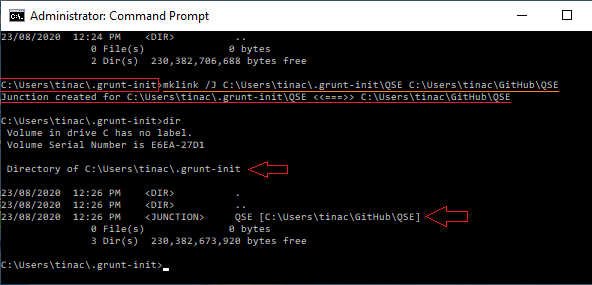 Administrator: Command Prompt
23/08/2020  12:24 PM    <DIR>          ..
               0 File(s)              0 bytes
               2 Dir(s)  230,382,706,688 bytes free
C:\Users\tinac\.grunt-init>mklink /J C:\Users\tinac\.grunt-init\QSE C:\Users\tinac\GitHub\QSE
Junction created for C:\Users\tinac\.grunt-init\QSE <<===>> C:\Users\tinac\GitHub\QSE
C:\Users\tinac\.grunt-init>dir
 Volume in drive C has no label.
 Volume Serial Number is E6EA-27D1
 Directory of C:\Users\tinac\.grunt-init
23/08/2020  12:26 PM    <DIR>          .
23/08/2020  12:26 PM    <DIR>          ..
23/08/2020  12:26 PM    <JUNCTION>     QSE [C:\Users\tinac\GitHub\QSE]
               0 File(s)              0 bytes
               3 Dir(s)  230,382,673,920 bytes free
C:\Users\tinac\.grunt-init>